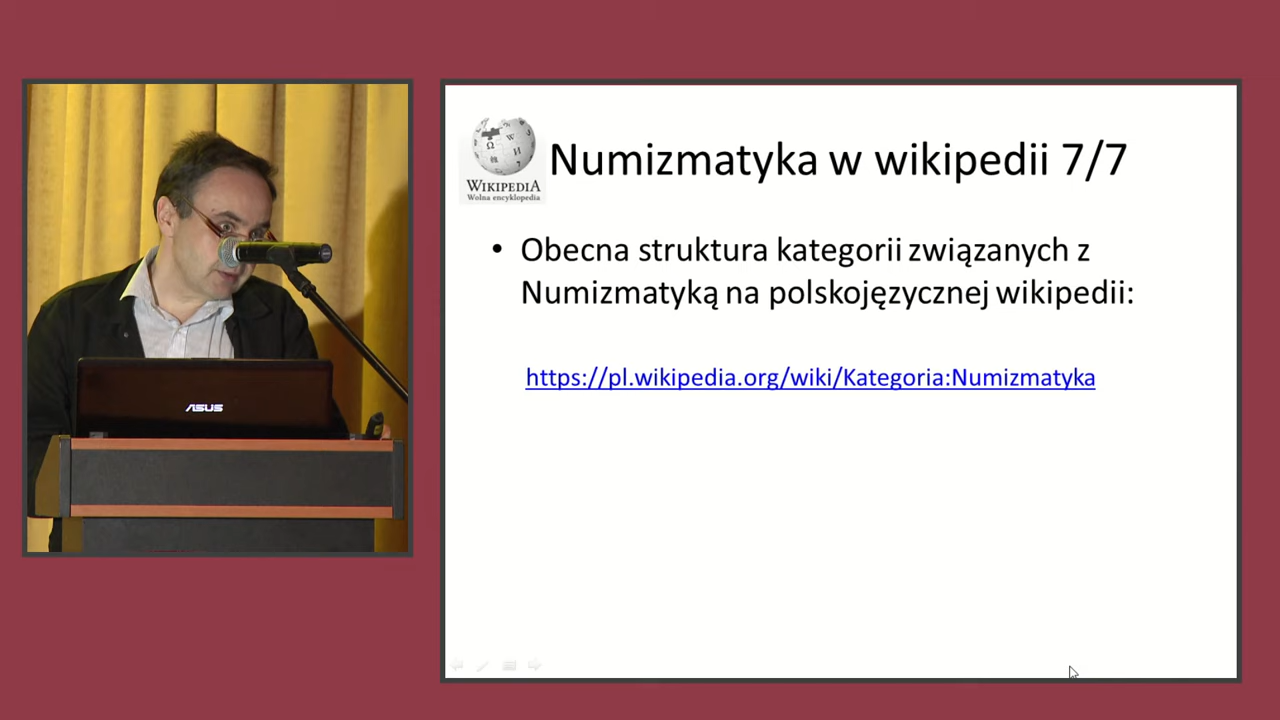 ASUS
WIKIPEDIA
Wolna encyklopedia
Numizmatyka w wikipedii 7/7
• Obecna struktura kategorii związanych z
Numizmatyką na polskojęzycznej wikipedii:
https://pl.wikipedia.org/wiki/Kategoria:Numizmatyka